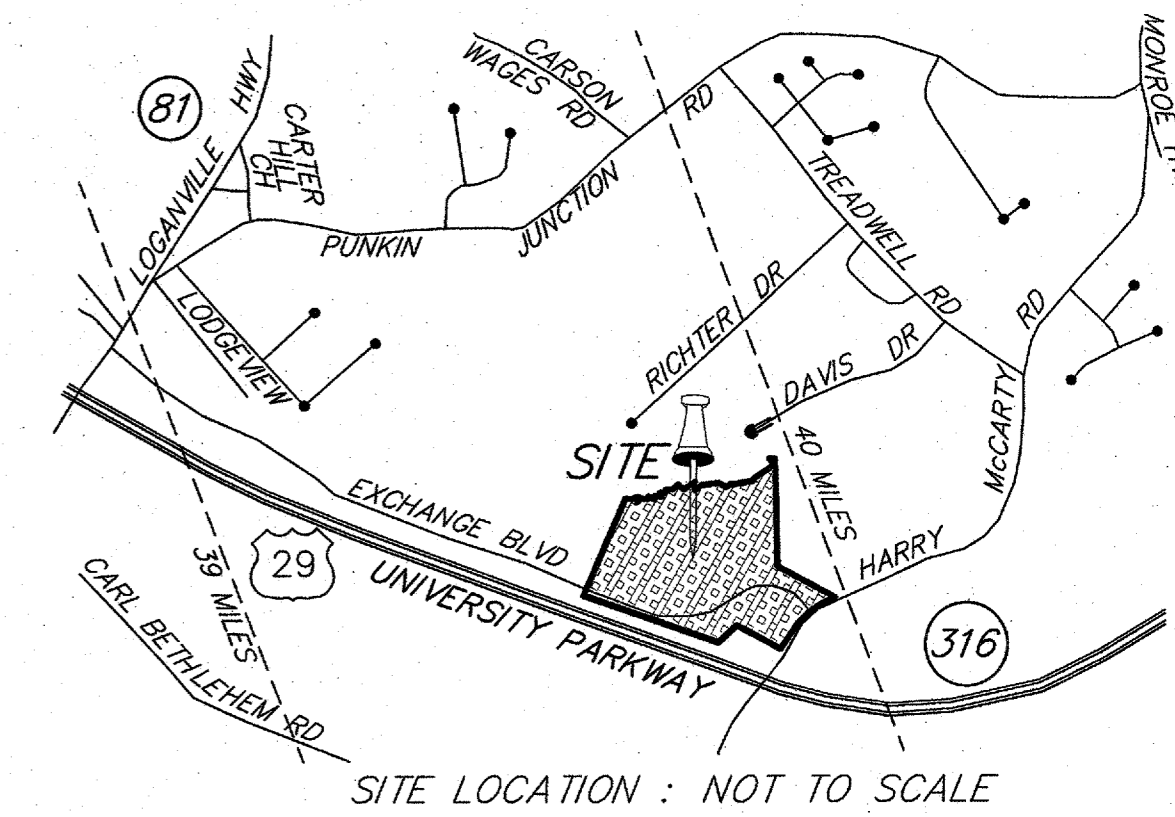 81
LOGANVILLE HWY
CARTER
HILL
CH
CARSON
WAGES RD
PUNKIN JUNCTION RD
MONROE
TREADWELL RD
LODGEVIEW
RICHTER DR
DAVIS DR
SITE
40 MILES
HARRY McCARTY RD
EXCHANGE BLVD
29
UNIVERSITY PARKWAY
39 MILES
CARL BETHLEHEM RD
316
SITE LOCATION : NOT TO SCALE